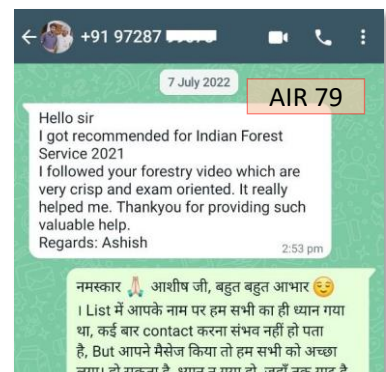 +91 97287
7 July 2022
AIR 79
Hello sir
I got recommended for Indian Forest
Service 2021
I followed your forestry video which are
very crisp and exam oriented. It really
helped me. Thankyou for providing such
valuable help.
Regards: Ashish
2:53 pm
नमस्कार 🙏🏻 आशीष जी, बहुत बहुत आभार 😌
। List में आपके नाम पर हम सभी का ही ध्यान गया
था, कई बार contact करना संभव नहीं हो पता
है, But आपने मैसेज किया तो हम सभी को अच्छा